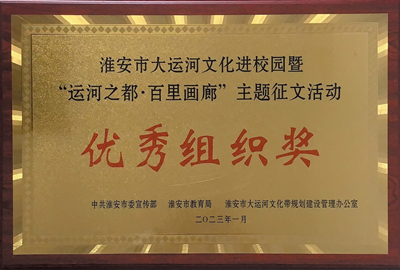 淮安市大运河文化进校园暨
“运河之都·百里画廊”主题征文活动
优秀组织奖
中共淮安市委宣传部 淮安市教育局 淮安市大运河文化带规划建设管理办公室
二〇二三年一月